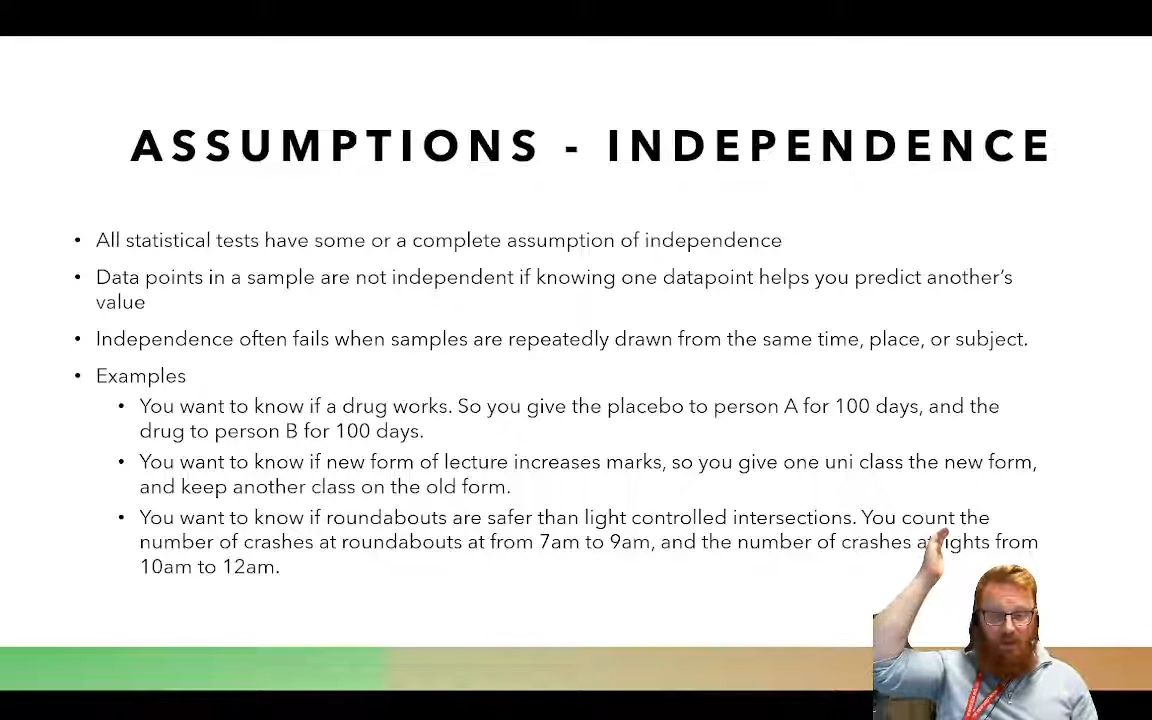 ASSUMPTIONS - INDEPENDENCE
• All statistical tests have some or a complete assumption of independence
• Data points in a sample are not independent if knowing one datapoint helps you predict another's
value
• Independence often fails when samples are repeatedly drawn from the same time, place, or subject.
• Examples
• You want to know if a drug works. So you give the placebo to person A for 100 days, and the
drug to person B for 100 days.
• You want to know if new form of lecture increases marks, so you give one uni class the new form,
and keep another class on the old form.
• You want to know if roundabouts are safer than light controlled intersections. You count the
number of crashes at roundabouts at from 7am to 9am, and the number of crashes at lights from
10am to 12am.